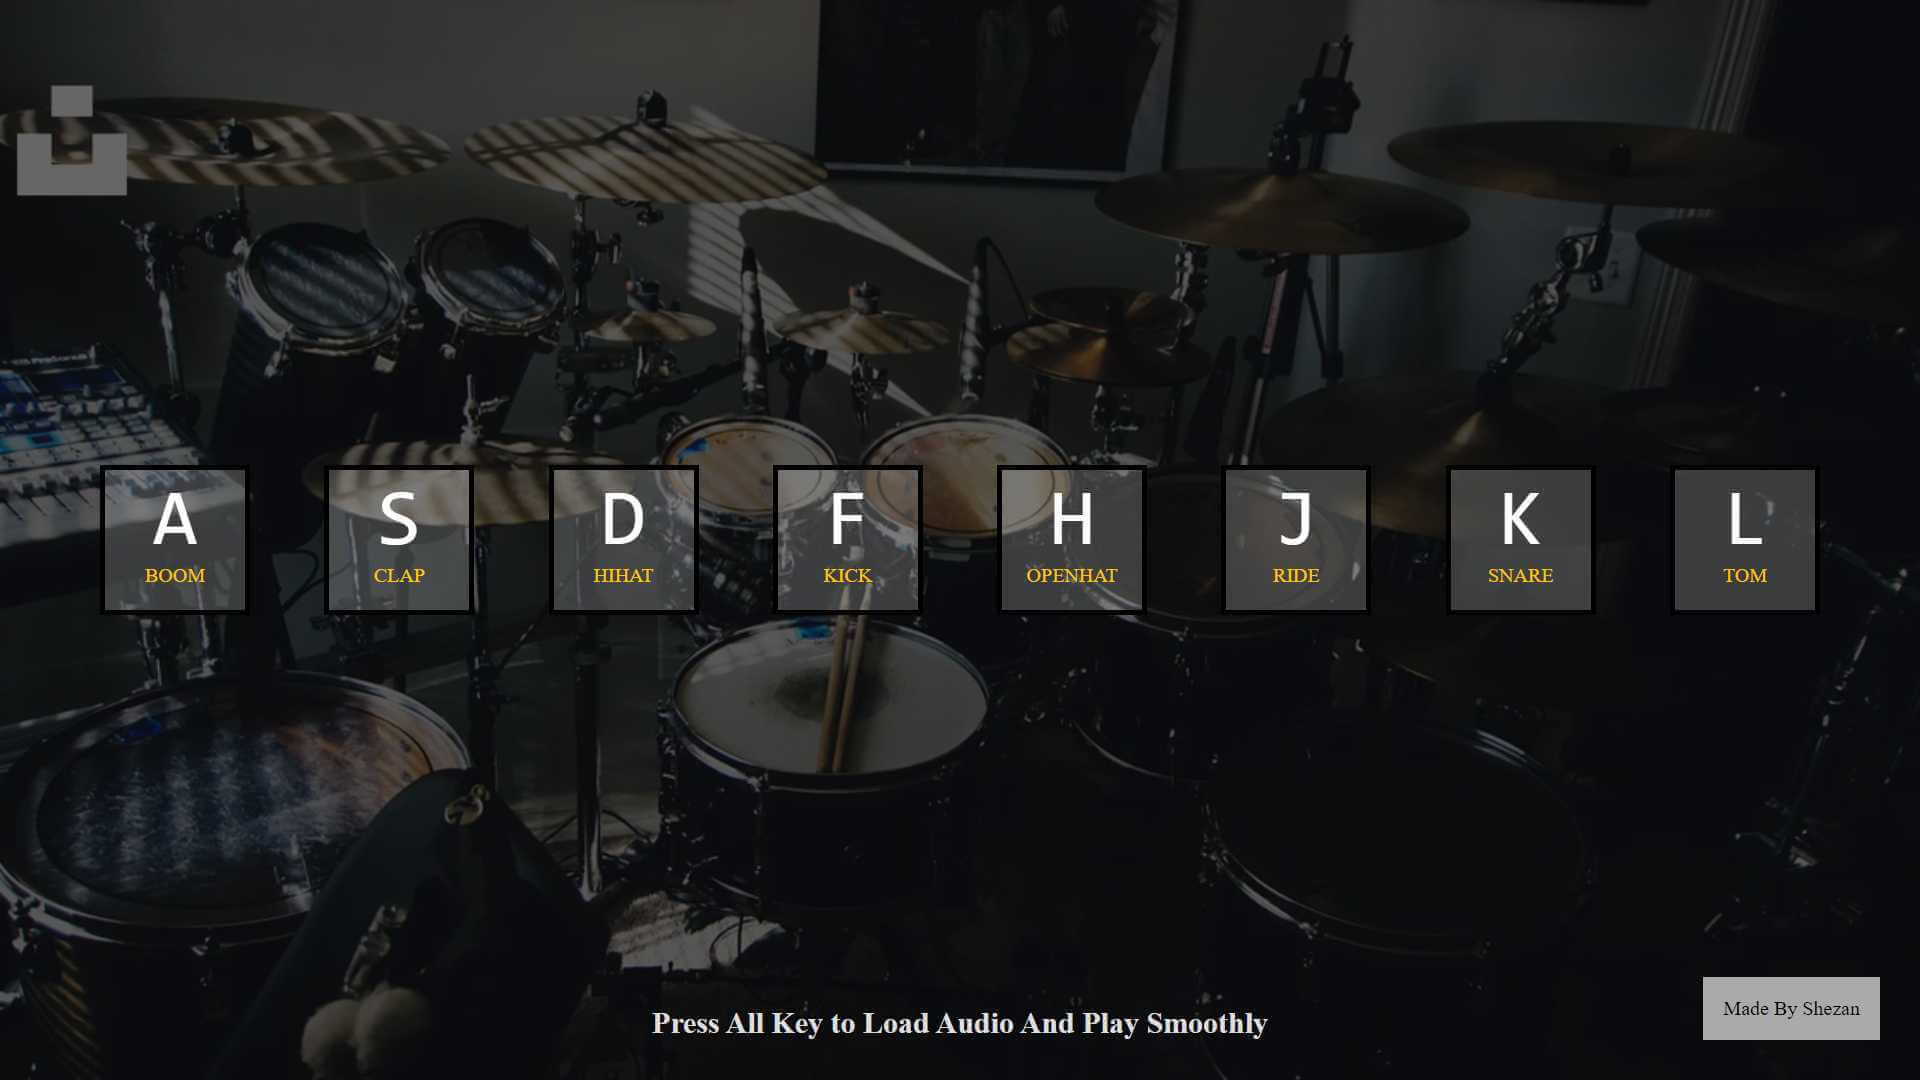 A
BOOM
S
CLAP
D
HIHAT
F
KICK
H
OPENHAT
J
RIDE
K
SNARE
L
TOM
Press All Key to Load Audio And Play Smoothly
Made By Shezan